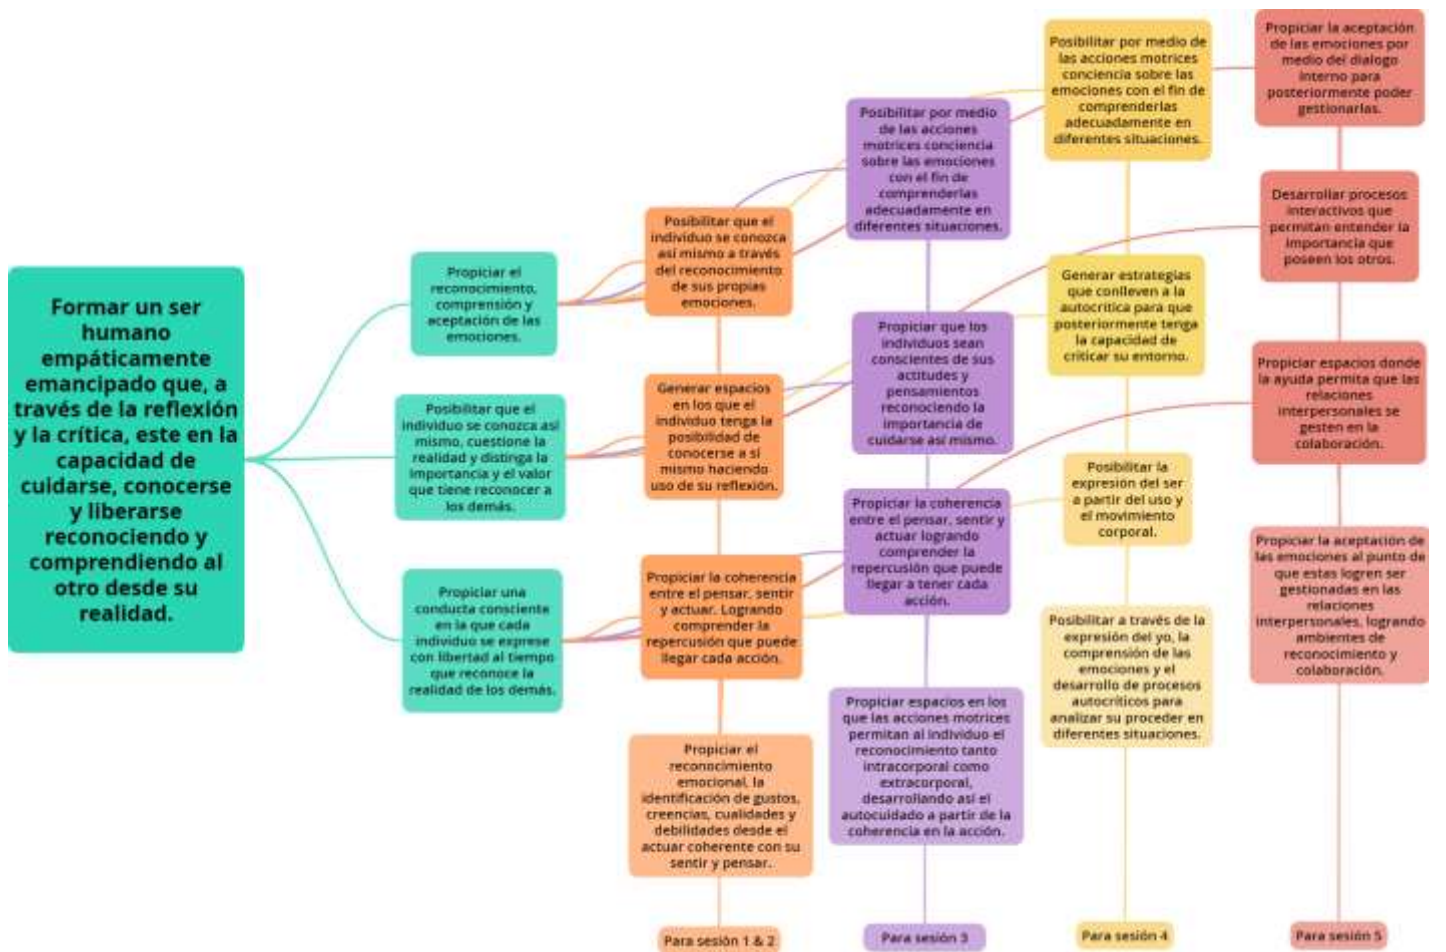 Formar un ser
humano
empáticamente
emancipado que, a
través de la reflexión
y la crítica, este en la
capacidad de
cuidarse, conocerse
y liberarse
reconociendo y
comprendiendo al
otro desde su
realidad.
Propiciar el
reconocimiento,
comprensión y
aceptación de las
emociones.
Posibilitar que el
individuo se conozca así
mismo, cuestione la
realidad y distinga la
importancia y el valor
que tiene reconocer a
los demás.
Propiciar una
conducta consciente
en la que cada
individuo se exprese
con libertad al tiempo
que reconoce la
realidad de los demás.
Posibilitar que el
individuo se conozca
así mismo a través
del reconocimiento
de sus propias
emociones.
Generar espacios
en los que el
individuo tenga la
posibilidad de
conocerse a sí
mismo haciendo
uso de su reflexión.
Propiciar la coherencia
entre el pensar, sentir
y actuar. Logrando
comprender la
repercusión que puede
llegar cada acción.
Propiciar el
reconocimiento
emocional, la
identificación de gustos,
creencias, cualidades y
debilidades desde el
actuar coherente con su
sentir y pensar.
Para sesión 1 & 2
Posibilitar por medio
de las acciones
motrices conciencia
sobre las emociones
con el fin de
comprenderlas
adecuadamente en
diferentes situaciones.
Propiciar que los
individuos sean
conscientes de sus
actitudes y
pensamientos
reconociendo la
importancia de
cuidarse así mismo.
Propiciar la coherencia
entre el pensar, sentir y
actuar logrando
comprender la
repercusión que puede
llegar a tener cada
acción.
Propiciar espacios en los
que las acciones motrices
permitan al individuo el
reconocimiento tanto
intracorporal como
extracorporal,
desarrollando así el
autocuidado a partir de la
coherencia en la acción.
Para sesión 3
Posibilitar por medio de
las acciones motrices
conciencia sobre las
emociones con el fin de
comprenderlas
adecuadamente en
diferentes situaciones.
Generar estrategias
que conlleven a la
autocrítica para que
posteriormente tenga
la capacidad de
criticar su entorno.
Posibilitar la
expresión del ser a
partir del uso y
el movimiento
corporal.
Posibilitar a través de la
expresión del yo, la
comprensión de las
emociones y el
desarrollo de procesos
autocríticos para
analizar su proceder en
diferentes situaciones.
Para sesión 4
Propiciar la aceptación
de las emociones por
medio del dialogo
interno para
posteriormente poder
gestionarlas.
Desarrollar procesos
interactivos que
permitan entender la
importancia que
poseen los otros.
Propiciar espacios donde
la ayuda permita que las
relaciones
interpersonales se
gesten en la
colaboración.
Propiciar la aceptación de
las emociones al punto de
que estas logren ser
gestionadas en las
relaciones
interpersonales, logrando
ambientes de
reconocimiento y
colaboración.
Para sesión 5